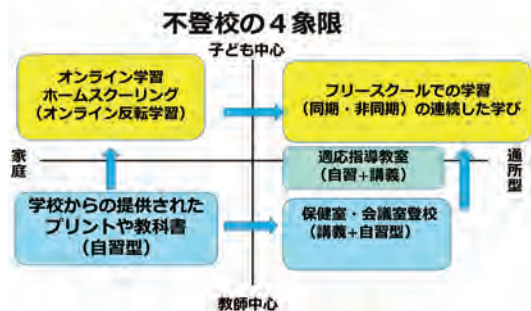 不登校の4象限
子ども中心
オンライン学習
ホームスクーリング
(オンライン反転学習)
フリースクールでの学習
(同期・非同期)の連続した学び
家庭
通所型
適応指導教室
(自習+講義)
学校からの提供された
プリントや教科書
(自習型)
保健室・会議室登校
(講義+自習型)
教師中心